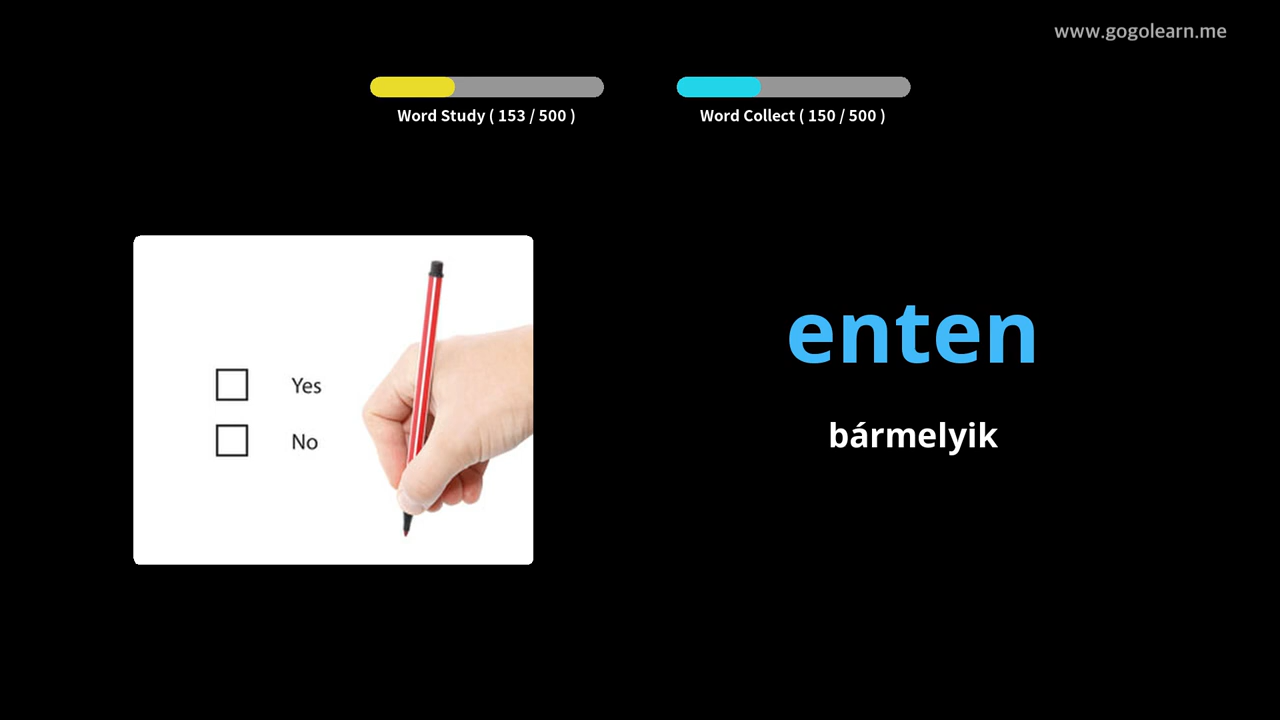 www.gogolearn.me
Word Study ( 153 / 500 )
Word Collect ( 150 / 500 )
Yes
No
enten
bármelyik